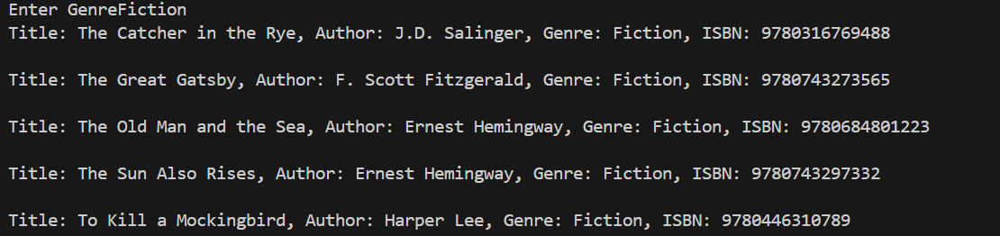 Enter GenreFiction
Title: The Catcher in the Rye, Author: J.D. Salinger, Genre: Fiction, ISBN: 9780316769488
Title: The Great Gatsby, Author: F. Scott Fitzgerald, Genre: Fiction, ISBN: 9780743273565
Title: The Old Man and the Sea, Author: Ernest Hemingway, Genre: Fiction, ISBN: 9780684801223
Title: The Sun Also Rises, Author: Ernest Hemingway, Genre: Fiction, ISBN: 9780743297332
Title: To Kill a Mockingbird, Author: Harper Lee, Genre: Fiction, ISBN: 9780446310789